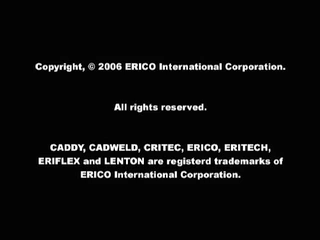 Copyright, © 2006 ERICO International Corporation.
All rights reserved.
CADDY, CADWELD, CRITEC, ERICO, ERITECH,
ERIFLEX and LENTON are registerd trademarks of
ERICO International Corporation.